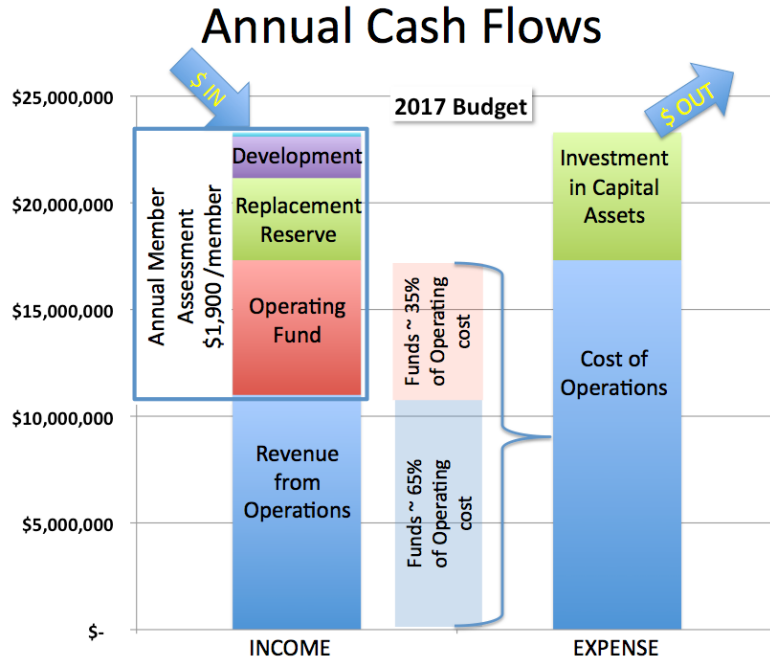 Annual Cash Flows
$ IN
$ OUT
2017 Budget
$25,000,000
$20,000,000
$15,000,000
$10,000,000
$5,000,000
$-
Annual Member
Assessment
$1,900 /member
Development
Replacement
Reserve
Operating
Fund
Revenue
from
Operations
Funds ~ 35%
of Operating
cost
Funds ~ 65%
of Operating
cost
Investment
in Capital
Assets
Cost of
Operations
INCOME
EXPENSE